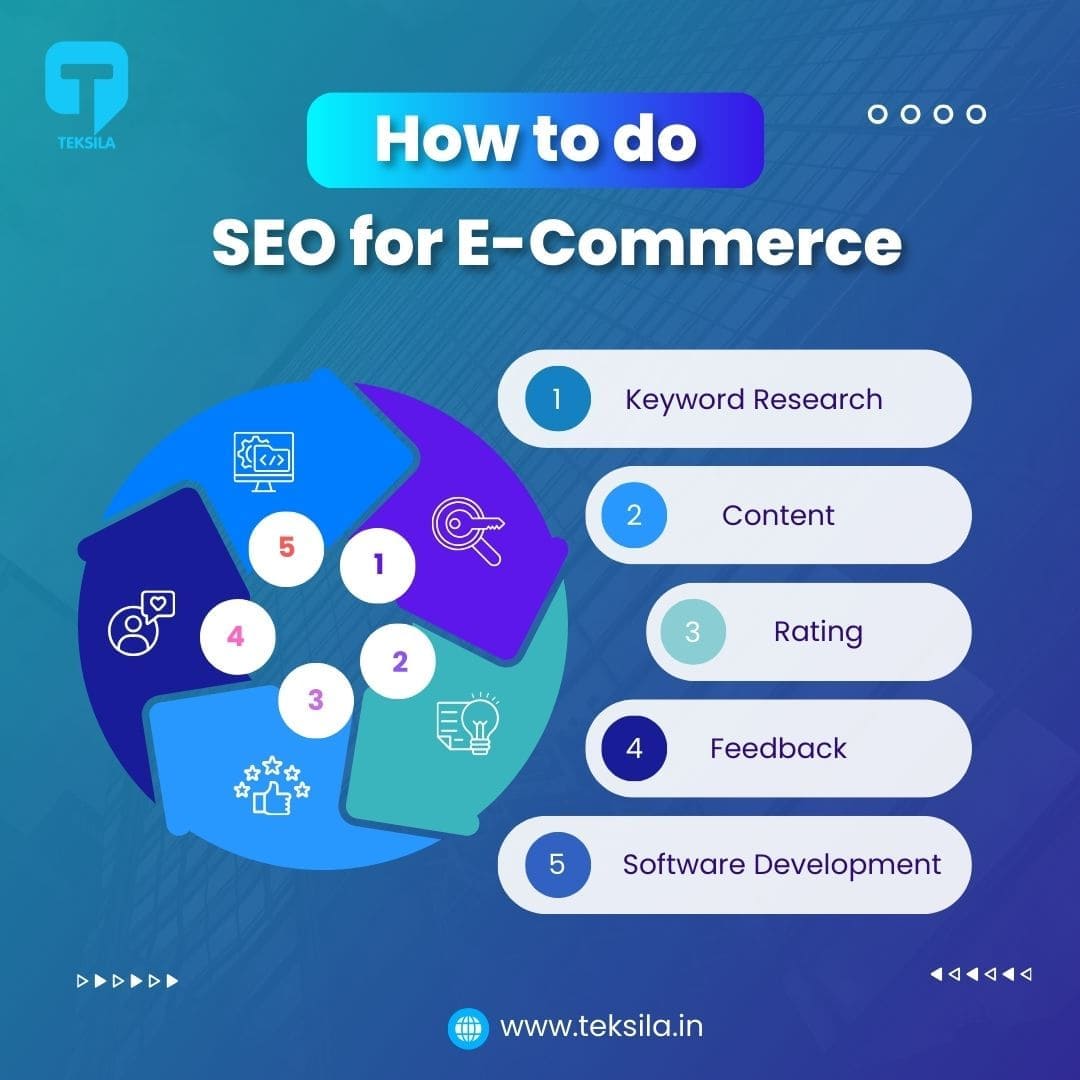 TEKSILA
How to do
SEO for E-Commerce
1 Keyword Research
2 Content
3 Rating
4 Feedback
5 Software Development
5
1
4
2
3
www.teksila.in